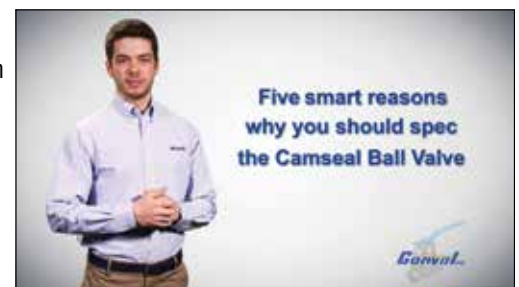 Five smart reasons
why you should spec
the Camseal Ball Valve
Conval